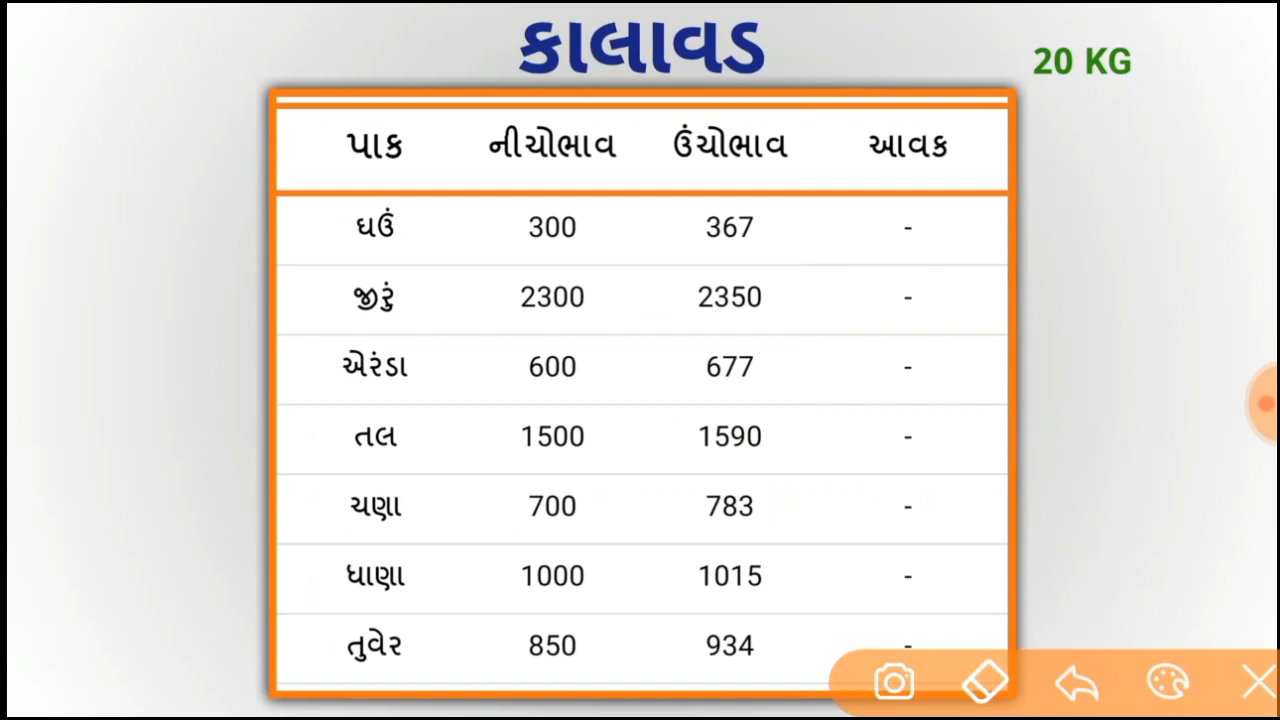 કાલાવડ
20 KG
પાક નીચોભાવ ઉંચોભાવ આવક
ઘઉં 300 367 -
જીરું 2300 2350 -
એરંડા 600 677 -
તલ 1500 1590 -
ચણા 700 783 -
ધાણા 1000 1015 -
તુવેર 850 934 -